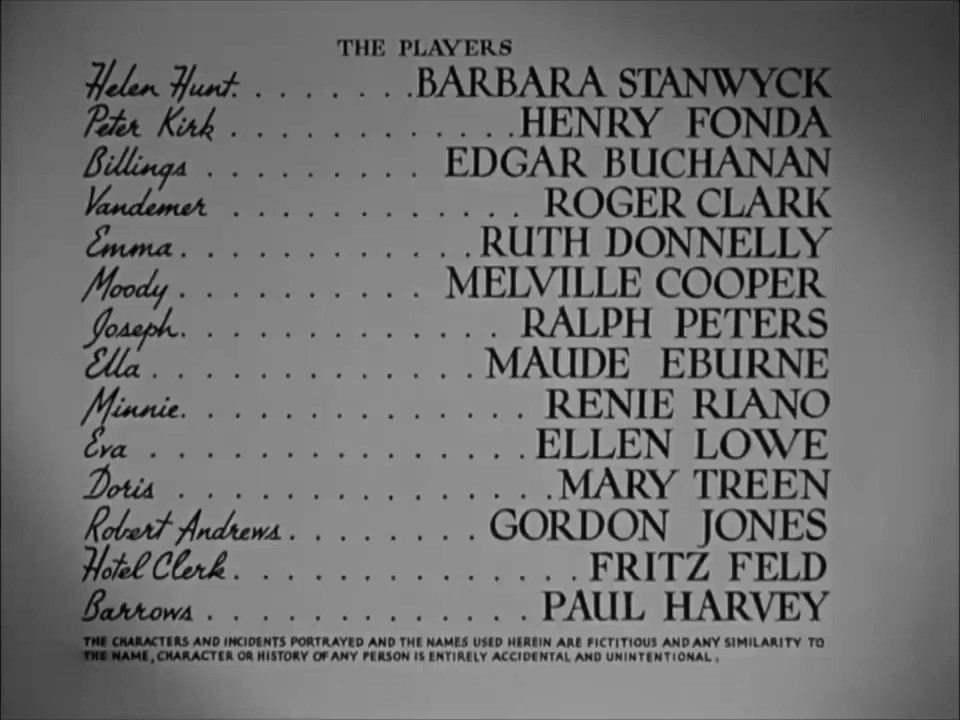 THE PLAYERS
Helen Hunt. . . . . . . .BARBARA STANWYCK
Peter Kirk . . . . . . . . . . . . .HENRY FONDA
Billings . . . . . . . . . EDGAR BUCHANAN
Vandemer . . . . . . . . . . . . . ROGER CLARK
Emma. . . . . . . . . . . . . .RUTH DONNELLY
Moody . . . . . . . . . . . MELVILLE COOPER
Joseph. . . . . . . . . . . . . . . RALPH PETERS
Ella . . . . . . . . . . . . . . . MAUDE EBURNE
Minnie. . . . . . . . . . . . . . . . RENIE RIANO
Eva . . . . . . . . . . . . . . . . . .ELLEN LOWE
Doris . . . . . . . . . . . . . . . . . .MARY TREEN
Robert Andrews. . . . . . . . . GORDON JONES
Hotel Clerk. . . . . . . . . . . . . . . . FRITZ FELD
Barrows . . . . . . . . . . . . . . PAUL HARVEY
THE CHARACTERS AND INCIDENTS PORTRAYED AND THE NAMES USED HEREIN ARE FICTITIOUS AND ANY SIMILARITY TO
THE NAME, CHARACTER OR HISTORY OF ANY PERSON IS ENTIRELY ACCIDENTAL AND UNINTENTIONAL.